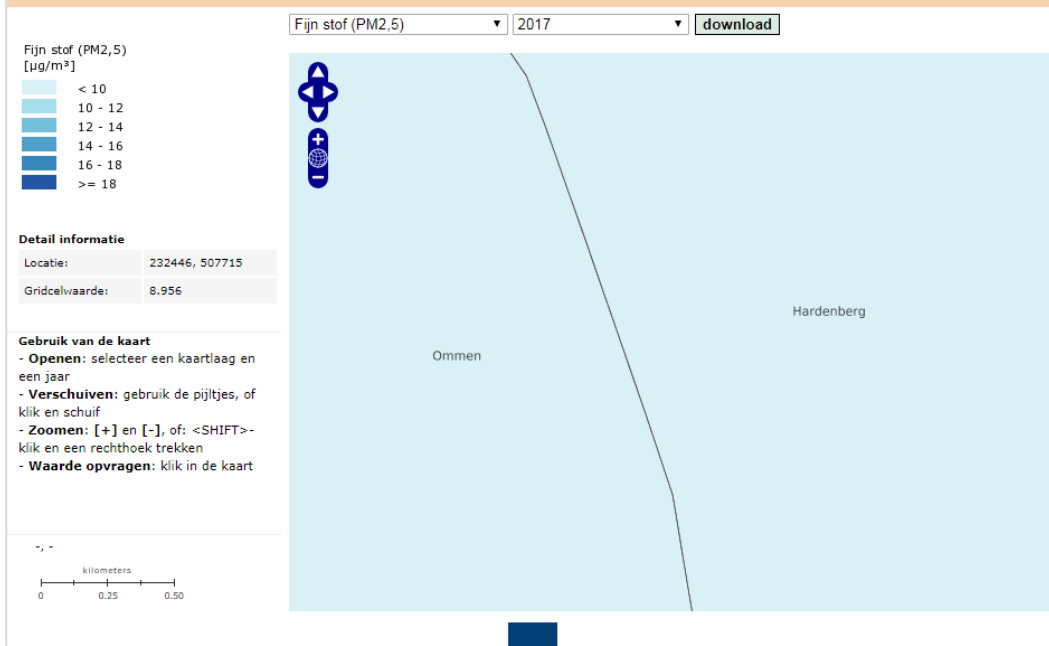 Fijn stof (PM2,5)
2017
download
Fijn stof (PM2,5)
[µg/m³]
< 10
10 - 12
12 - 14
14 - 16
16 - 18
>= 18
Detail informatie
Locatie: 232446, 507715
Gridcelwaarde: 8.956
Gebruik van de kaart
- Openen: selecteer een kaartlaag en
een jaar
- Verschuiven: gebruik de pijltjes, of
klik en schuif
- Zoomen: [+] en [-], of: <SHIFT>-
klik en een rechthoek trekken
- Waarde opvragen: klik in de kaart
-, -
kilometers
0 0.25 0.50
Hardenberg
Ommen